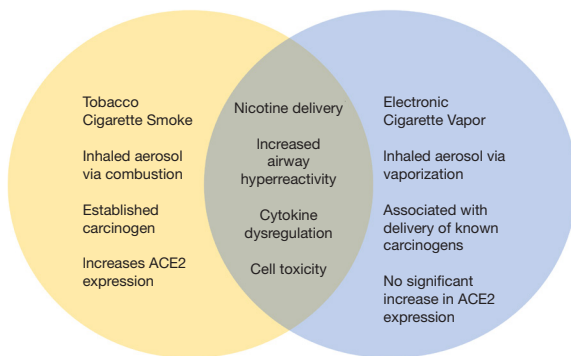 Tobacco
Cigarette Smoke
Inhaled aerosol
via combustion
Established
carcinogen
Increases ACE2
expression
Nicotine delivery
Increased
airway
hyperreactivity
Cytokine
dysregulation
Cell toxicity
Electronic
Cigarette Vapor
Inhaled aerosol via
vaporization
Associated with
delivery of known
carcinogens
No significant
increase in ACE2
expression